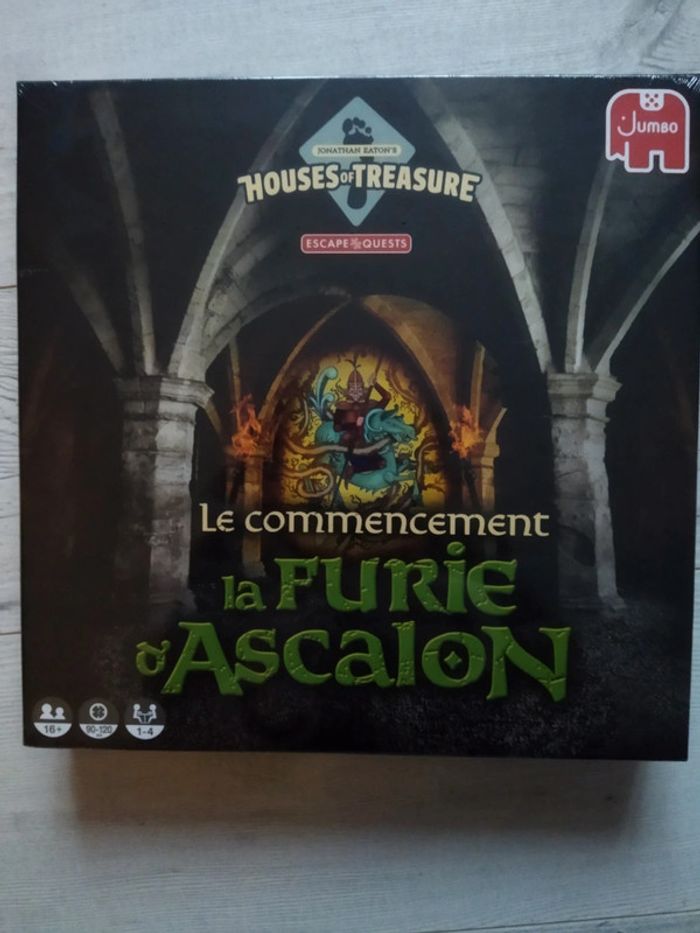 Jumbo
JONATHAN EATON'S
HOUSES OF TREASURE
ESCAPE QUESTS
Le commencement
la FURIE
d'Ascalon
16+
90-120
1-4